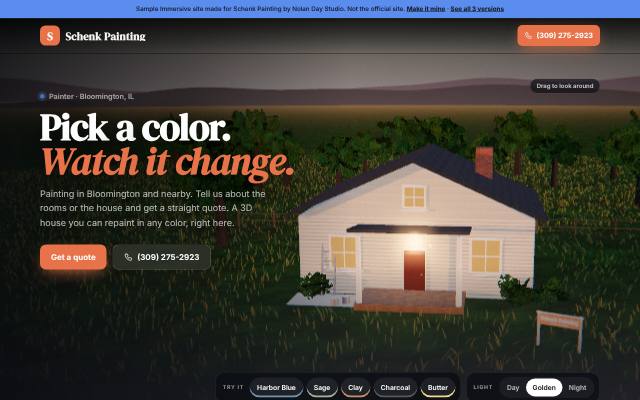 Sample Immersive site made for Schenk Painting by Nolan Day Studio. Not the official site. Make it mine · See all 3 versions
S Schenk Painting
(309) 275-2923
Drag to look around
Painter · Bloomington, IL
Pick a color.
Watch it change.
Painting in Bloomington and nearby. Tell us about the
rooms or the house and get a straight quote. A 3D
house you can repaint in any color, right here.
Get a quote (309) 275-2923
TRY IT Harbor Blue Sage Clay Charcoal Butter LIGHT Day Golden Night